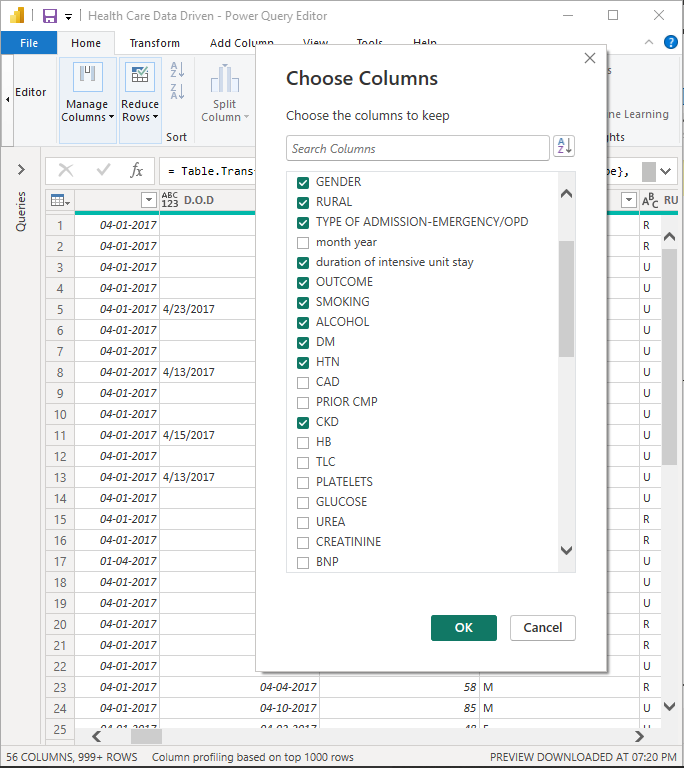 Health Care Data Driven - Power Query Editor
File Home Transform Add Column View Tools Help
Editor
Manage Columns
Reduce Rows
Split Column
Sort
Choose Columns
Choose the columns to keep
Search Columns
GENDER
RURAL
TYPE OF ADMISSION-EMERGENCY/OPD
month year
duration of intensive unit stay
OUTCOME
SMOKING
ALCOHOL
DM
HTN
CAD
PRIOR CMP
CKD
HB
TLC
PLATELETS
GLUCOSE
UREA
CREATININE
BNP
OK Cancel
Queries
fx = Table.Trans
ABC 123 D.O.D
1 04-01-2017 R
2 04-01-2017 R
3 04-01-2017 U
4 04-01-2017 U
5 04-01-2017 4/23/2017 U
6 04-01-2017 U
7 04-01-2017 U
8 04-01-2017 4/13/2017 U
9 04-01-2017 U
10 04-01-2017 U
11 04-01-2017 4/15/2017 U
12 04-01-2017 U
13 04-01-2017 4/13/2017 U
14 04-01-2017 U
15 04-01-2017 R
16 04-01-2017 R
17 01-04-2017 U
18 04-01-2017 U
19 04-01-2017 U
20 04-01-2017 R
21 04-01-2017 R
22 04-01-2017 U
23 04-01-2017 04-04-2017 58 M R
24 04-01-2017 04-10-2017 85 M U
25
56 COLUMNS, 999+ ROWS Column profiling based on top 1000 rows PREVIEW DOWNLOADED AT 07:20 PM